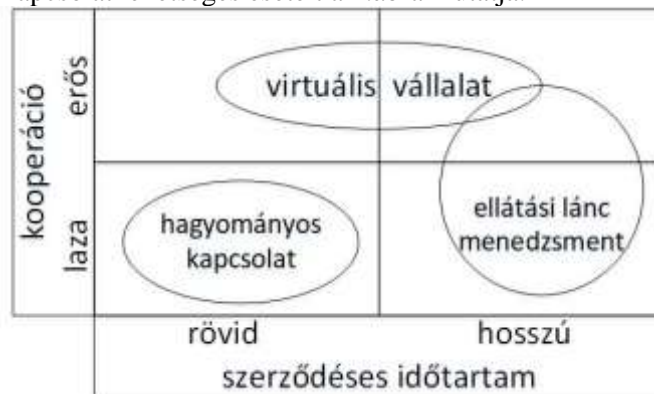 erős
virtuális vállalat
kooperáció
laza
hagyományos
kapcsolat
ellátási lánc
menedzsment
rövid
hosszú
szerződéses időtartam